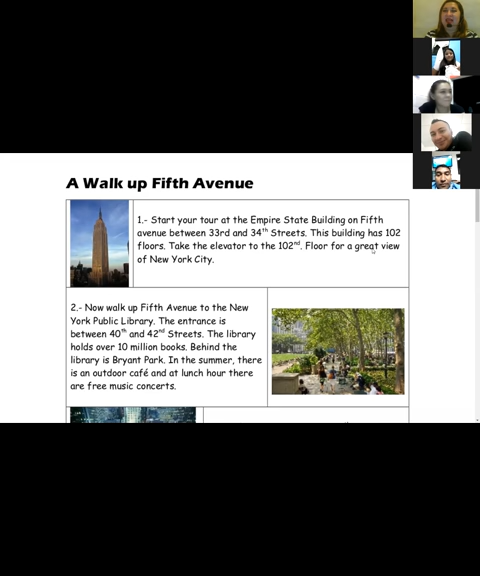 A Walk up Fifth Avenue
1.- Start your tour at the Empire State Building on Fifth
avenue between 33rd and 34th Streets. This building has 102
floors. Take the elevator to the 102nd. Floor for a great view
of New York City.
2.- Now walk up Fifth Avenue to the New
York Public Library. The entrance is
between 40th and 42nd Streets. The library
holds over 10 million books. Behind the
library is Bryant Park. In the summer, there
is an outdoor café and at lunch hour there
are free music concerts.